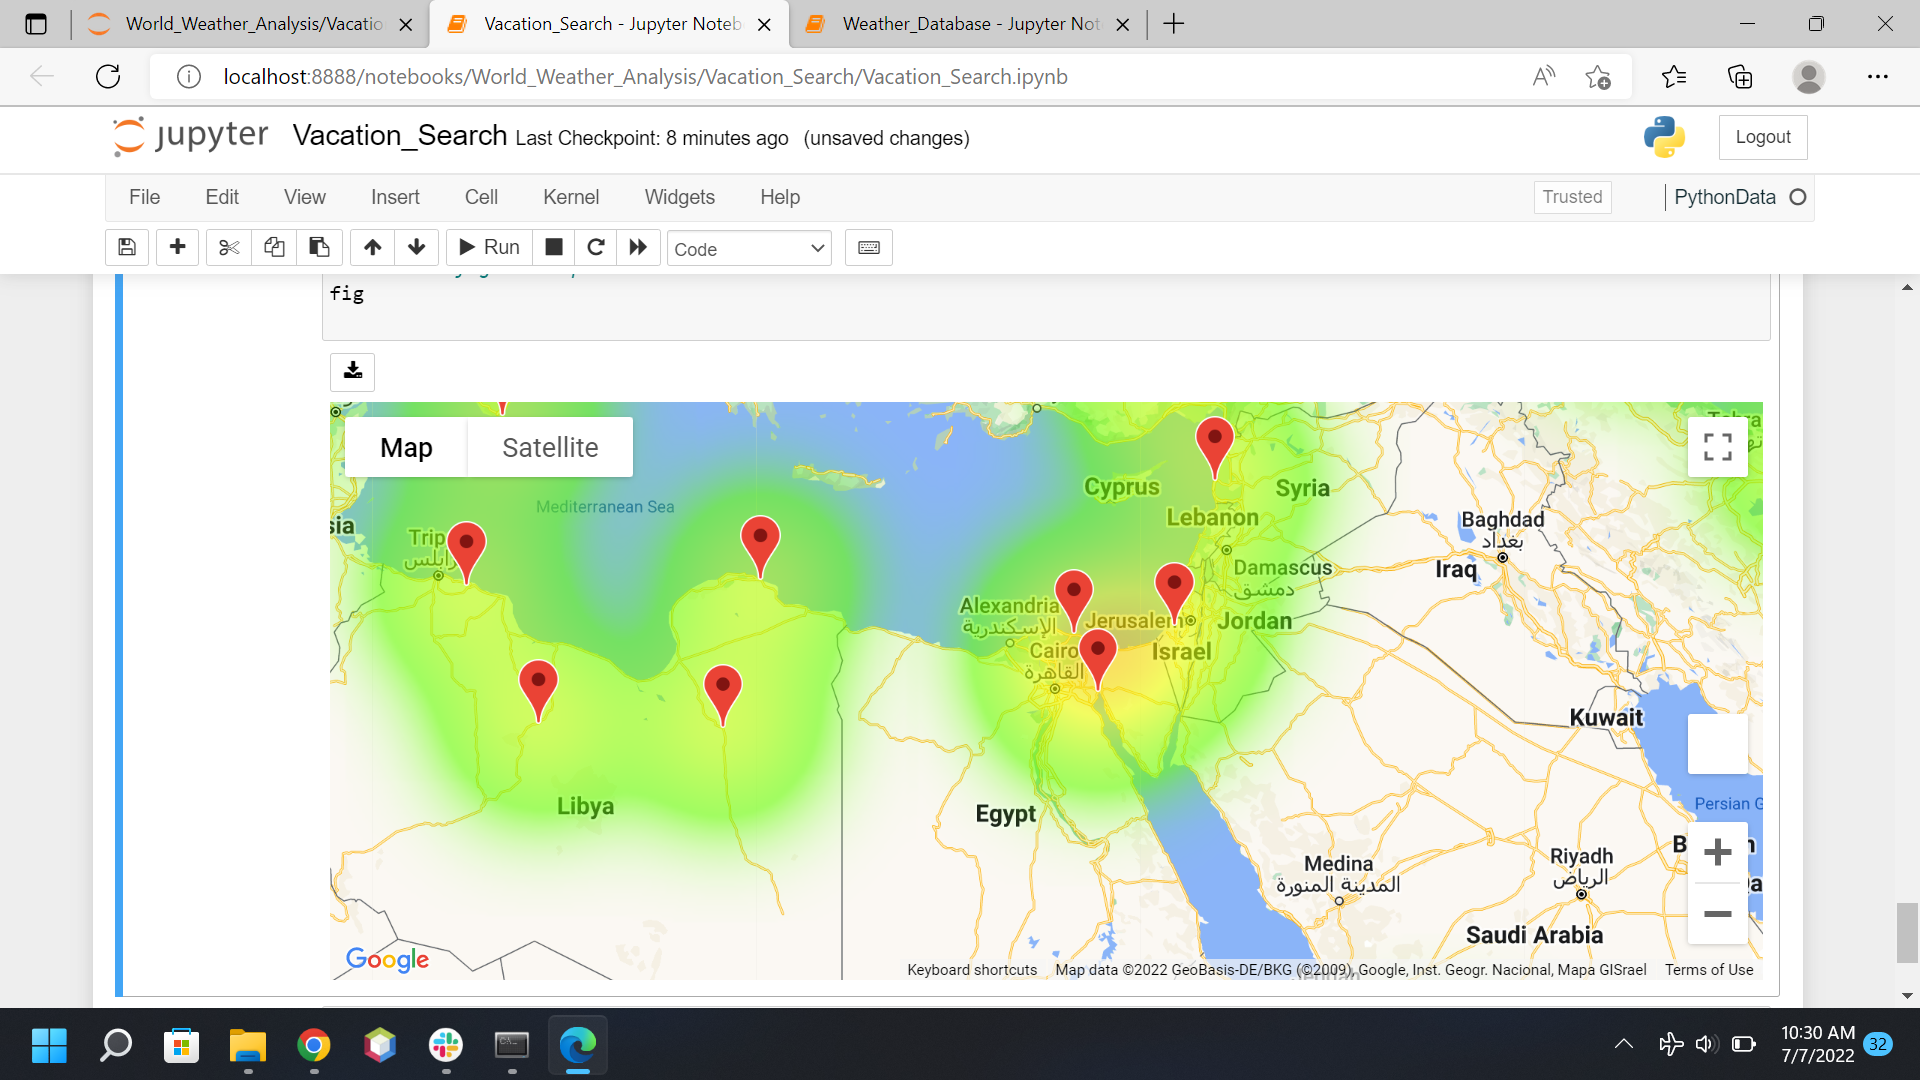 World_Weather_Analysis/Vacatio
Vacation_Search - Jupyter Noteb
Weather_Database - Jupyter Not
localhost:8888/notebooks/World_Weather_Analysis/Vacation_Search/Vacation_Search.ipynb
jupyter Vacation_Search Last Checkpoint: 8 minutes ago (unsaved changes)
Logout
File Edit View Insert Cell Kernel Widgets Help
Trusted
PythonData
Run
Code
fig
Map Satellite
Mediterranean Sea
Cyprus
Syria
Lebanon
Baghdad
بغداد
Iraq
sia
Trip
رابلس
Damascus
دمشق
Alexandria
الإسكندرية
Jerusalem
Jordan
Cairo
القاهرة
Israel
Kuwait
Libya
Egypt
Persian G
Medina
المدينة المنورة
Riyadh
الرياض
Saudi Arabia
Google
Keyboard shortcuts
Map data ©2022 GeoBasis-DE/BKG (©2009), Google, Inst. Geogr. Nacional, Mapa GISrael
Terms of Use
10:30 AM
7/7/2022
32